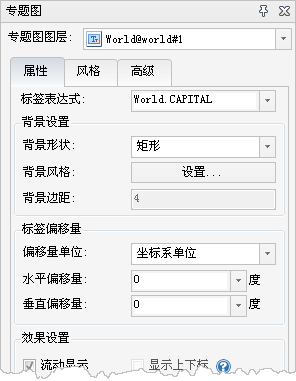 专题图
专题图图层: World@world#1
属性 风格 高级
标签表达式: World.CAPITAL
背景设置
背景形状: 矩形
背景风格: 设置...
背景边距: 4
标签偏移量
偏移量单位: 坐标系单位
水平偏移量: 0 度
垂直偏移量: 0 度
效果设置
流动显示 显示上下标